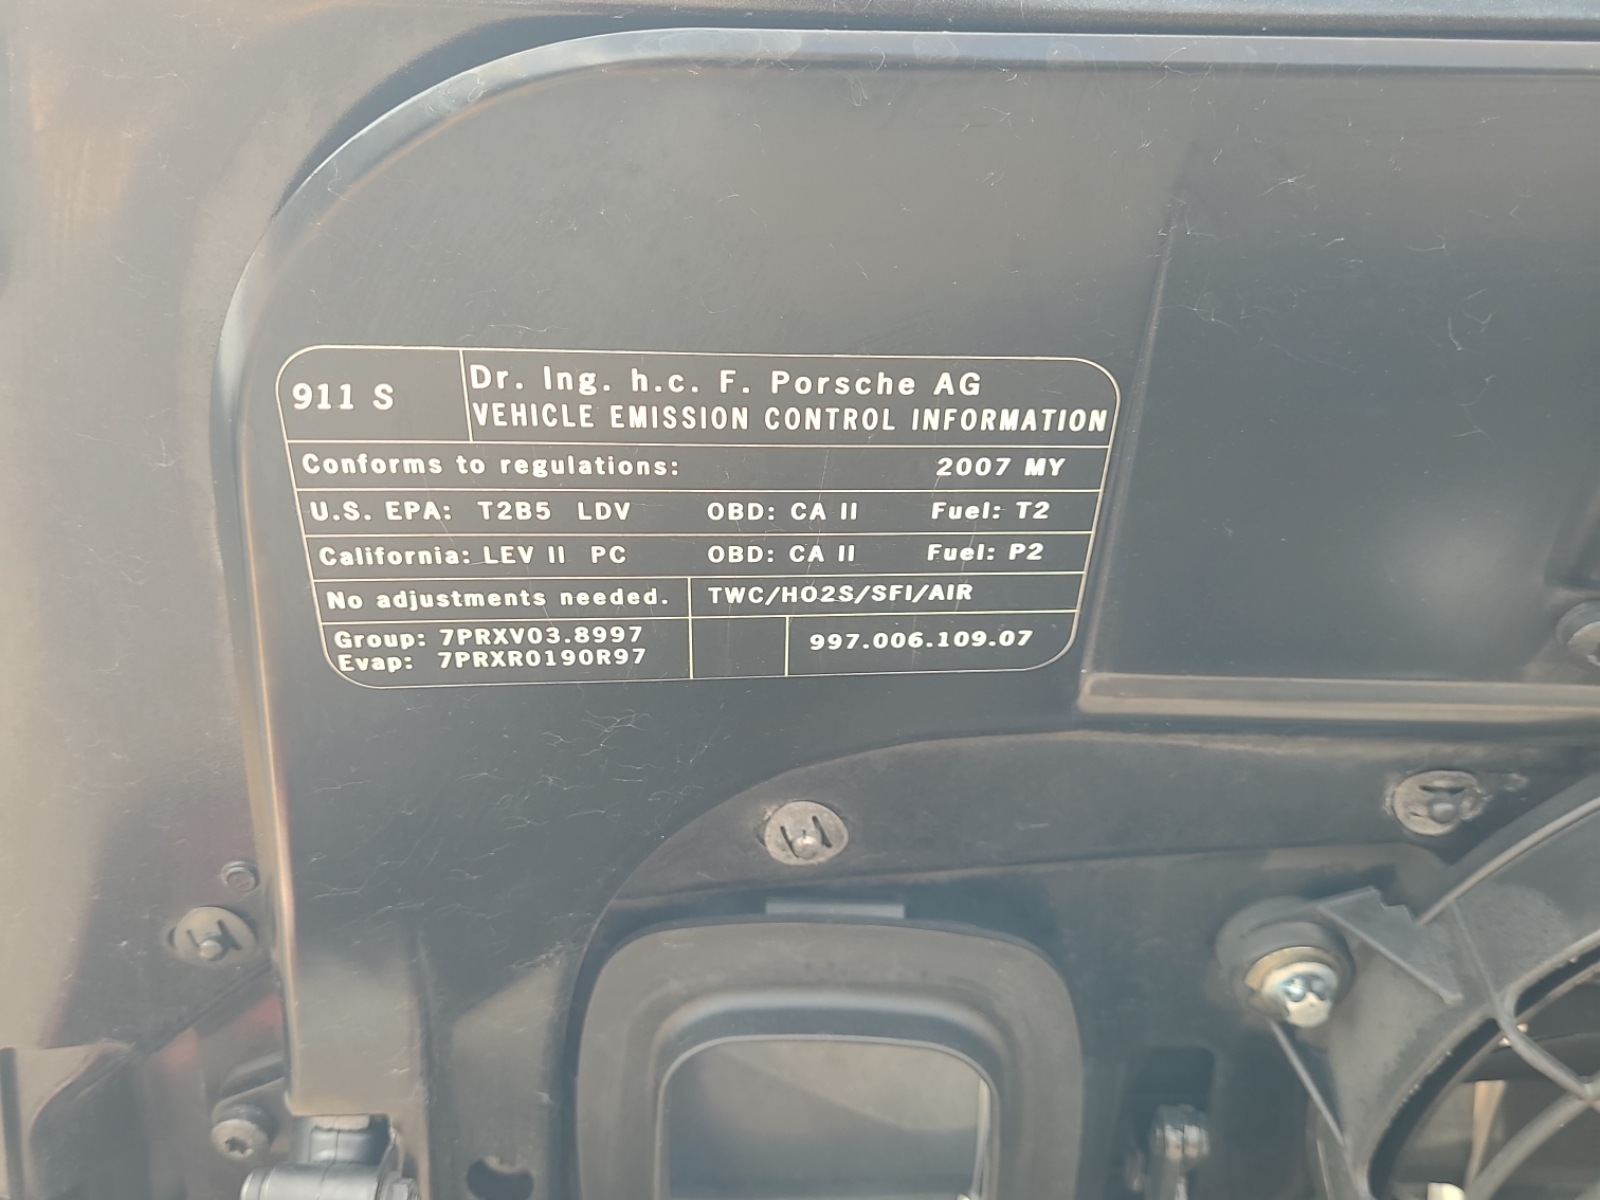 911 S
Dr. Ing. h.c. F. Porsche AG
VEHICLE EMISSION CONTROL INFORMATION
Conforms to regulations: 2007 MY
U.S. EPA: T2B5 LDV OBD: CA II Fuel: T2
California: LEV II PC OBD: CA II Fuel: P2
No adjustments needed. TWC/HO2S/SFI/AIR
Group: 7PRXV03.8997
Evap: 7PRXR0190R97
997.006.109.07